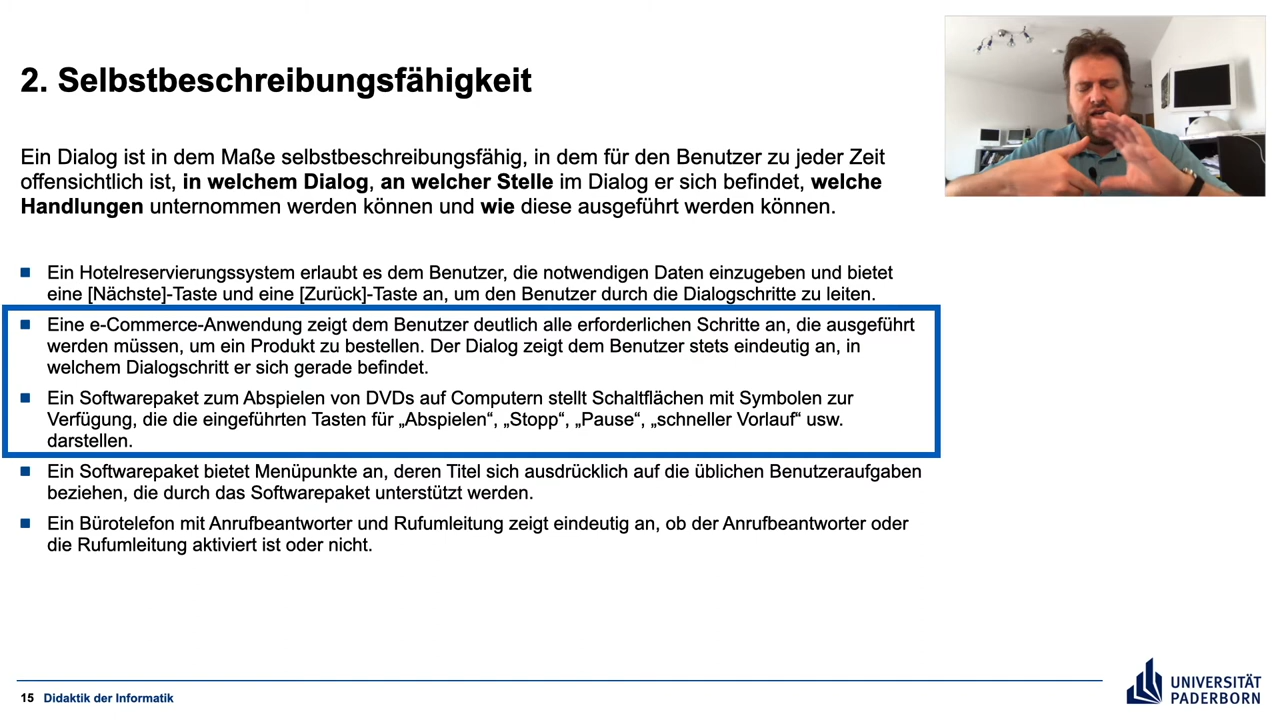 2. Selbstbeschreibungsfähigkeit
Ein Dialog ist in dem Maße selbstbeschreibungsfähig, in dem für den Benutzer zu jeder Zeit
offensichtlich ist, in welchem Dialog, an welcher Stelle im Dialog er sich befindet, welche
Handlungen unternommen werden können und wie diese ausgeführt werden können.
Ein Hotelreservierungssystem erlaubt es dem Benutzer, die notwendigen Daten einzugeben und bietet
eine [Nächste]-Taste und eine [Zurück]-Taste an, um den Benutzer durch die Dialogschritte zu leiten.
Eine e-Commerce-Anwendung zeigt dem Benutzer deutlich alle erforderlichen Schritte an, die ausgeführt
werden müssen, um ein Produkt zu bestellen. Der Dialog zeigt dem Benutzer stets eindeutig an, in
welchem Dialogschritt er sich gerade befindet.
Ein Softwarepaket zum Abspielen von DVDs auf Computern stellt Schaltflächen mit Symbolen zur
Verfügung, die die eingeführten Tasten für „Abspielen“, „Stopp“, „Pause“, „schneller Vorlauf“ usw.
darstellen.
Ein Softwarepaket bietet Menüpunkte an, deren Titel sich ausdrücklich auf die üblichen Benutzeraufgaben
beziehen, die durch das Softwarepaket unterstützt werden.
Ein Bürotelefon mit Anrufbeantworter und Rufumleitung zeigt eindeutig an, ob der Anrufbeantworter oder
die Rufumleitung aktiviert ist oder nicht.
15 Didaktik der Informatik
UNIVERSITÄT
PADERBORN